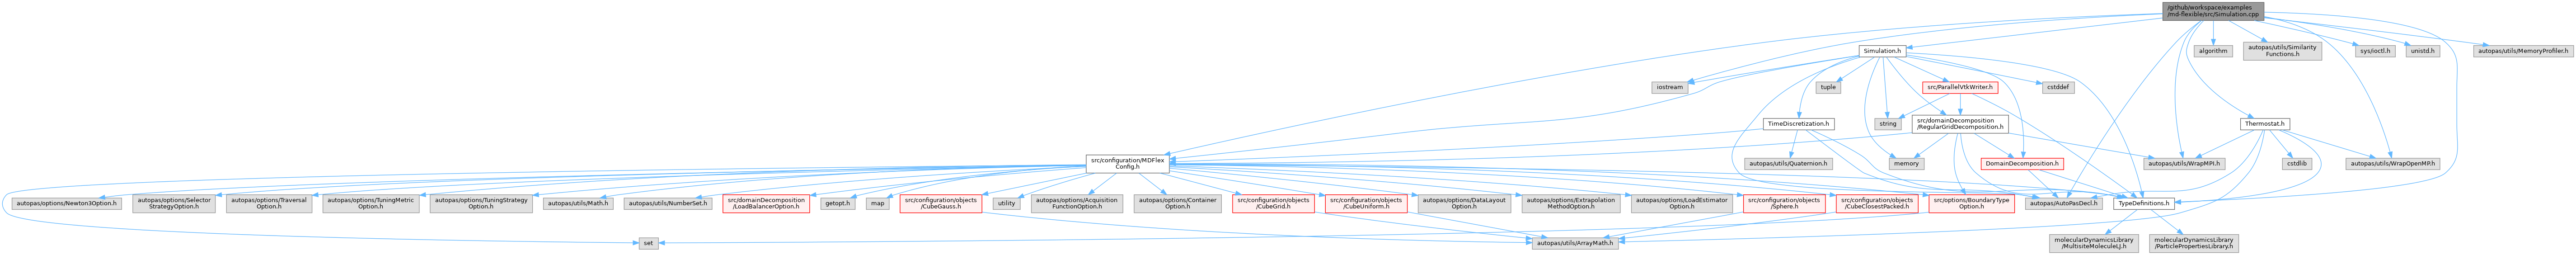 /github/workspace/examples
/md-flexible/src/Simulation.cpp
Simulation.h
algorithm
autopas/utils/Similarity
Functions.h
sys/ioctl.h
unistd.h
autopas/utils/MemoryProfiler.h
iostream
tuple
src/ParallelVtkWriter.h
cstddef
TimeDiscretization.h
string
src/domainDecomposition
/RegularGridDecomposition.h
Thermostat.h
src/configuration/MDFlex
Config.h
autopas/utils/Quaternion.h
memory
DomainDecomposition.h
autopas/utils/WrapMPI.h
cstdlib
autopas/utils/WrapOpenMP.h
autopas/options/Newton3Option.h
autopas/options/Selector
StrategyOption.h
autopas/options/Traversal
Option.h
autopas/options/TuningMetric
Option.h
autopas/options/TuningStrategy
Option.h
autopas/utils/Math.h
autopas/utils/NumberSet.h
src/domainDecomposition
/LoadBalancerOption.h
getopt.h
map
src/configuration/objects
/CubeGauss.h
utility
autopas/options/Acquisition
FunctionOption.h
autopas/options/Container
Option.h
src/configuration/objects
/CubeGrid.h
src/configuration/objects
/CubeUniform.h
autopas/options/DataLayout
Option.h
autopas/options/Extrapolation
MethodOption.h
autopas/options/LoadEstimator
Option.h
src/configuration/objects
/Sphere.h
src/configuration/objects
/CubeClosestPacked.h
src/options/BoundaryType
Option.h
autopas/AutoPasDecl.h
TypeDefinitions.h
set
autopas/utils/ArrayMath.h
molecularDynamicsLibrary
/MultisiteMoleculeLJ.h
molecularDynamicsLibrary
/ParticlePropertiesLibrary.h